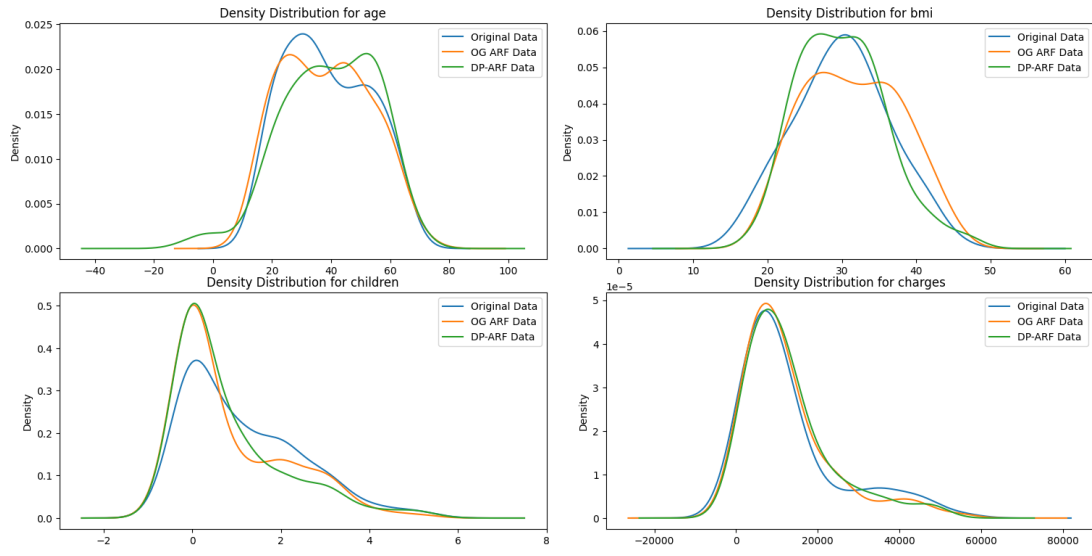 Density Distribution for age
Density
0.025
0.020
0.015
0.010
0.005
0.000
Original Data
OG ARF Data
DP-ARF Data
−40 −20 0 20 40 60 80 100
Density Distribution for bmi
Density
0.06
0.05
0.04
0.03
0.02
0.01
0.00
Original Data
OG ARF Data
DP-ARF Data
0 10 20 30 40 50 60
Density Distribution for children
Density
0.5
0.4
0.3
0.2
0.1
0.0
Original Data
OG ARF Data
DP-ARF Data
−2 0 2 4 6 8
Density Distribution for charges
1e−5
Density
5
4
3
2
1
0
Original Data
OG ARF Data
DP-ARF Data
−20000 0 20000 40000 60000 80000